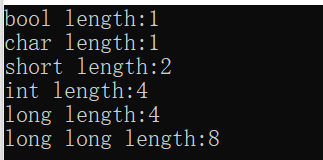 bool length:1
char length:1
short length:2
int length:4
long length:4
long long length:8